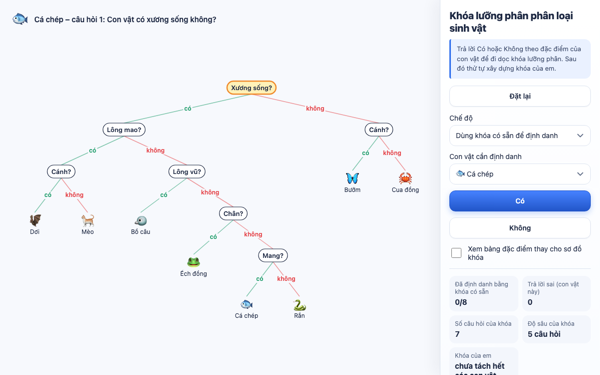 Cá chép – câu hỏi 1: Con vật có xương sống không?
Xương sống?
có
không
Lông mao?
Cánh?
có
không
có
không
Cánh?
Lông vũ?
Bướm
Cua đồng
có
không
có
không
Dơi
Mèo
Bồ câu
Chân?
có
không
Ếch đồng
Mang?
có
không
Cá chép
Rắn
Khóa lưỡng phân phân loại
sinh vật
Trả lời Có hoặc Không theo đặc điểm của
con vật để đi dọc khóa lưỡng phân. Sau
đó thử tự xây dựng khóa của em.
Đặt lại
Chế độ
Dùng khóa có sẵn để định danh
Con vật cần định danh
Cá chép
Có
Không
Xem bảng đặc điểm thay cho sơ đồ
khóa
Đã định danh bằng
khóa có sẵn
0/8
Trả lời sai (con vật
này)
0
Số câu hỏi của khóa
7
Độ sâu của khóa
5 câu hỏi
Khóa của em
chưa tách hết